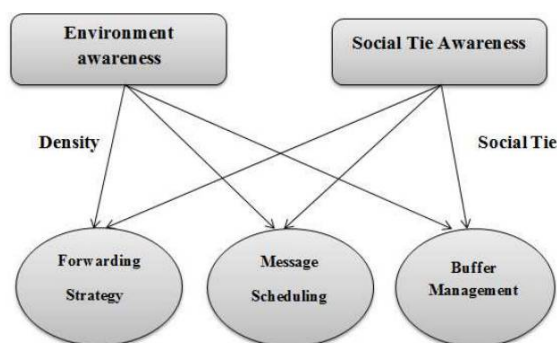 Environment
awareness
Social Tie Awareness
Density
Social Tie
Forwarding
Strategy
Message
Scheduling
Buffer
Management